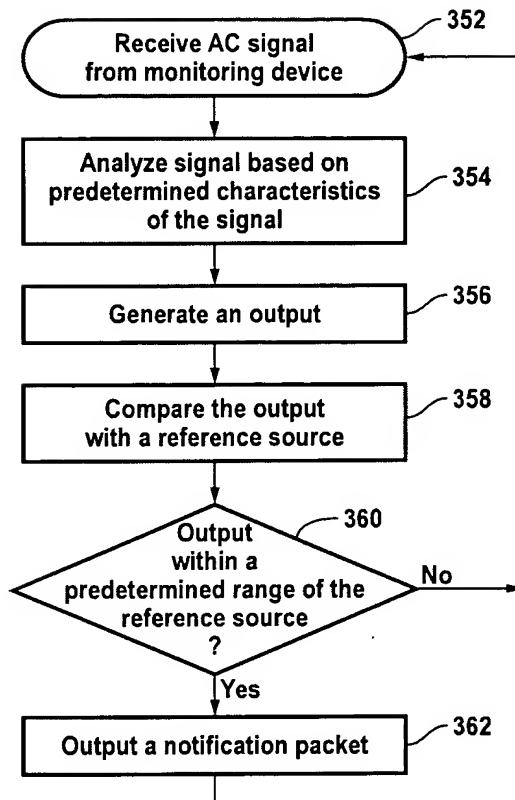 352
Receive AC signal
from monitoring device
Analyze signal based on
predetermined characteristics
of the signal
354
Generate an output
356
Compare the output
with a reference source
358
360
Output
within a
predetermined range of the
reference source
?
No
Yes
Output a notification packet
362